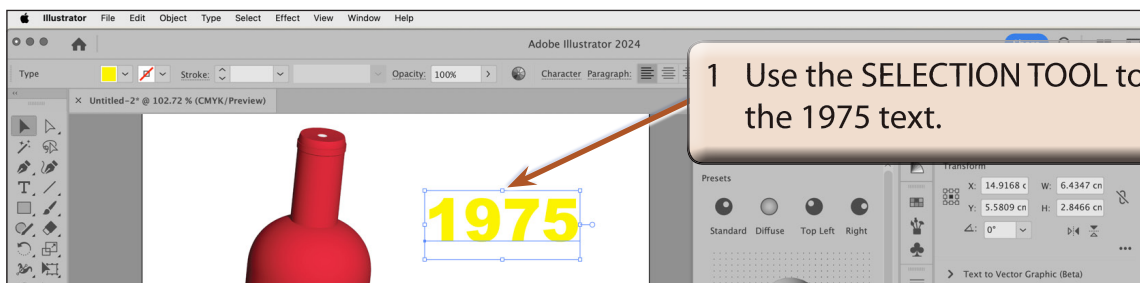 Illustrator File Edit Object Type Select Effect View Window Help
Adobe Illustrator 2024
Type Stroke: Opacity: 100% Character Paragraph:
1 Use the SELECTION TOOL to
the 1975 text.
× Untitled-2* @ 102.72 % (CMYK/Preview)
Transform
Presets
X: 14.9168 c W: 6.4347 cn
Y: 5.5809 cn H: 2.8466 cn
1975
Standard Diffuse Top Left Right
0°
Text to Vector Graphic (Beta)